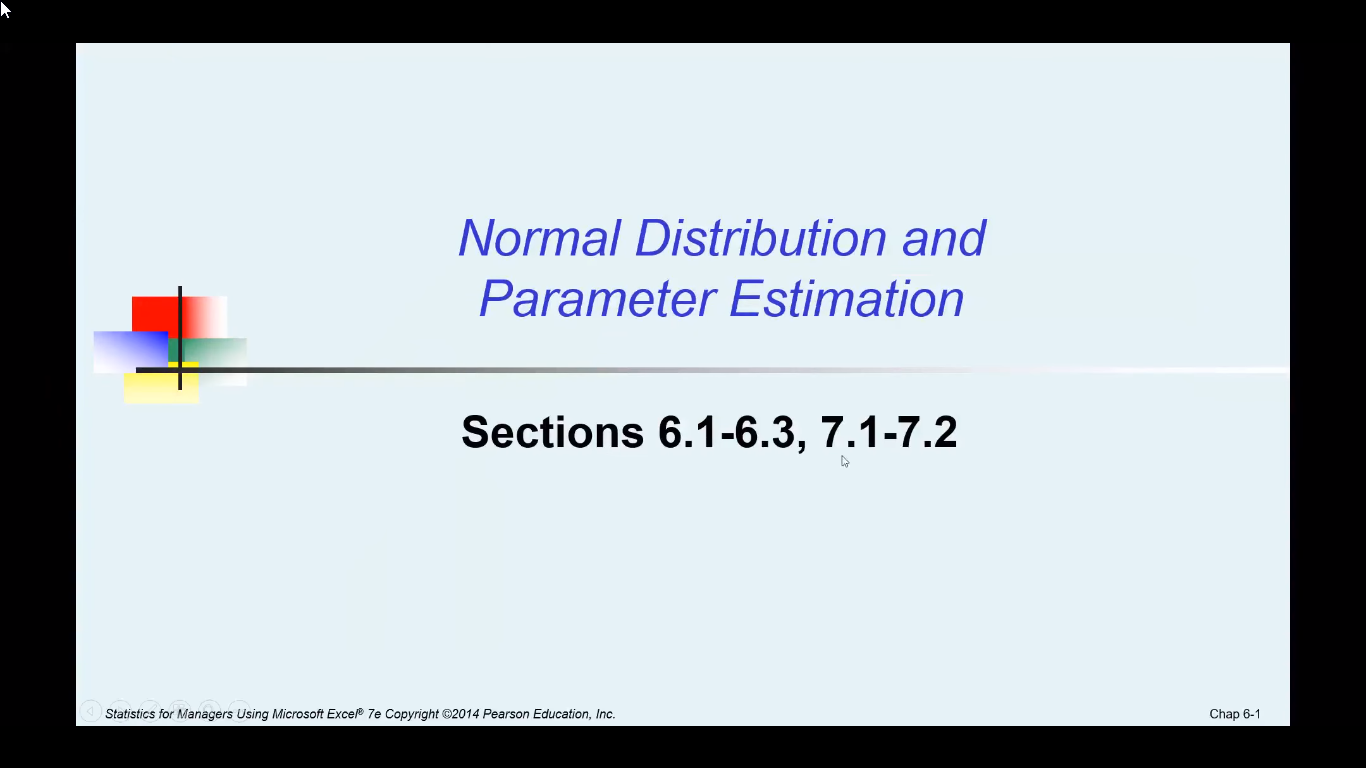 Normal Distribution and
Parameter Estimation
Sections 6.1-6.3, 7.1-7.2
Statistics for Managers Using Microsoft Excel® 7e Copyright ©2014 Pearson Education, Inc.
Chap 6-1